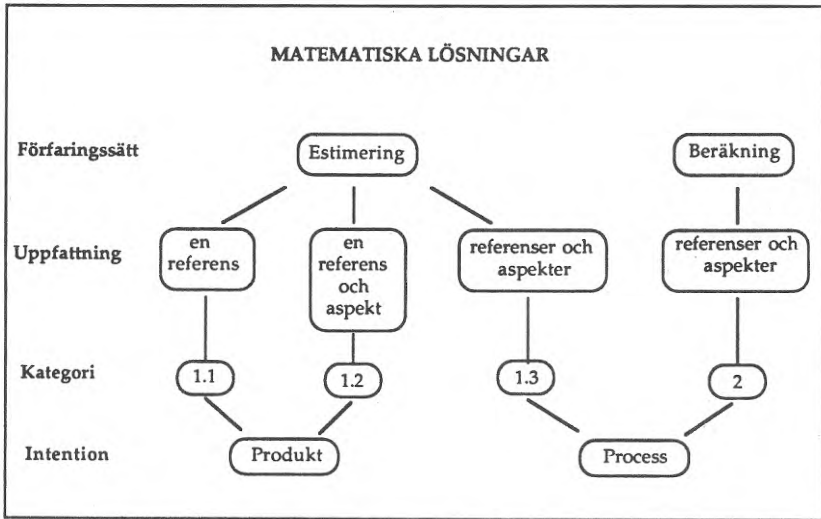 MATEMATISKA LÖSNINGAR
Förfaringssätt
Estimering
Beräkning
Uppfattning
en
referens
en
referens
och
aspekt
referenser och
aspekter
referenser och
aspekter
Kategori
1.1
1.2
1.3
2
Intention
Produkt
Process